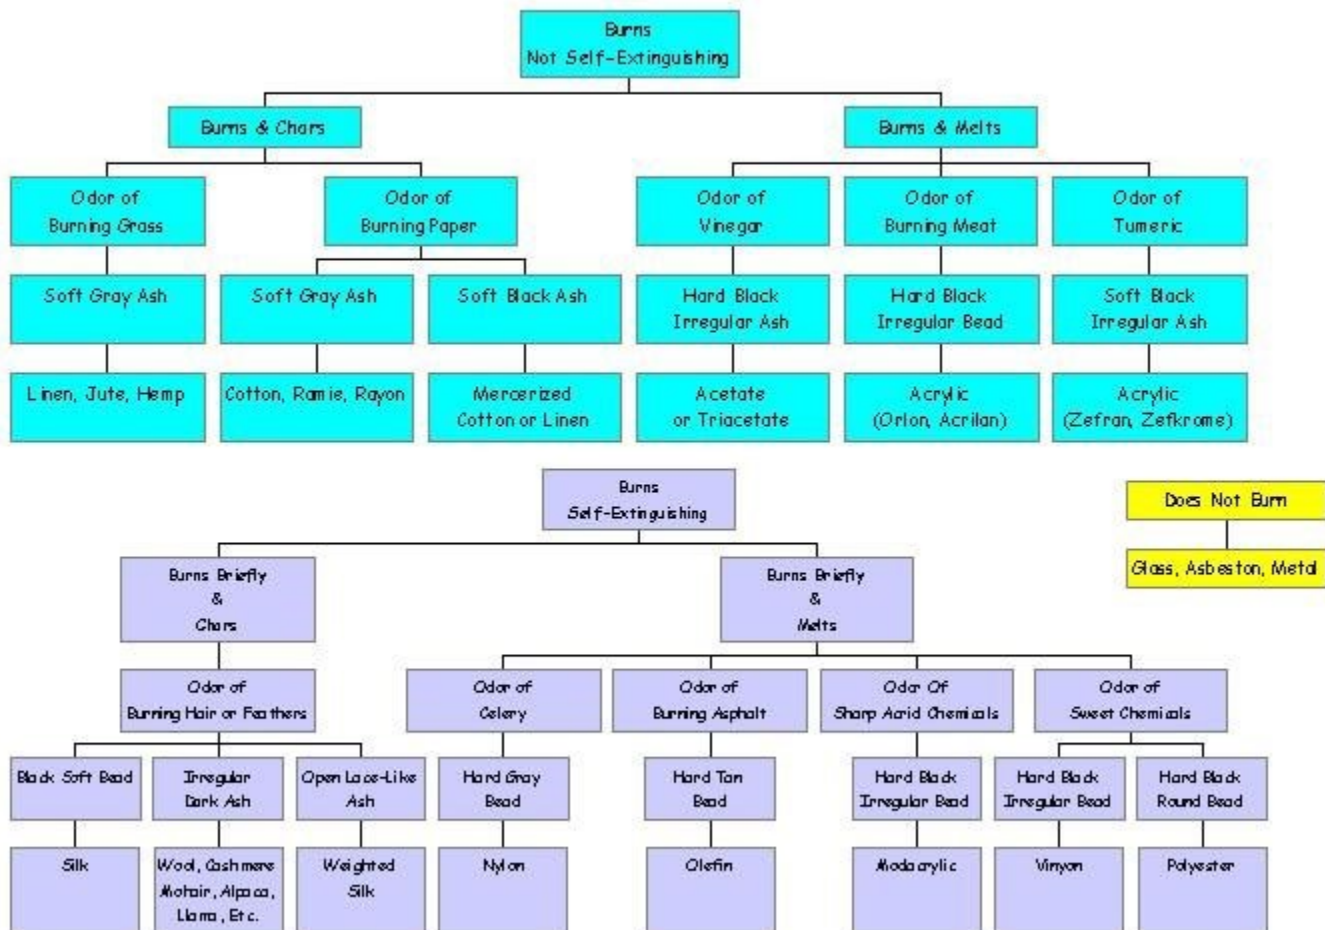 Burns
Not Self-Extinguishing
Burns & Chars
Burns & Melts
Odor of
Burning Grass
Odor of
Burning Paper
Odor of
Vinegar
Odor of
Burning Meat
Odor of
Tumeric
Soft Gray Ash
Soft Gray Ash
Soft Black Ash
Hard Black
Irregular Ash
Hard Black
Irregular Bead
Soft Black
Irregular Ash
Linen, Jute, Hemp
Cotton, Ramie, Rayon
Mercerized
Cotton or Linen
Acetate
or Triacetate
Acrylic
(Orlon, Acrilan)
Acrylic
(Zefran, Zefkrome)
Burns
Self-Extinguishing
Does Not Burn
Glass, Asbeston, Metal
Burns Briefly
&
Chars
Burns Briefly
&
Melts
Odor of
Burning Hair or Feathers
Odor of
Celery
Odor of
Burning Asphalt
Odor Of
Sharp Acrid Chemicals
Odor of
Sweet Chemicals
Black Soft Bead
Irregular
Dark Ash
Open Lace-Like
Ash
Hard Gray
Bead
Hard Tan
Bead
Hard Black
Irregular Bead
Hard Black
Irregular Bead
Hard Black
Round Bead
Silk
Wool, Cashmere
Mohair, Alpaca,
Llama, Etc.
Weighted
Silk
Nylon
Olefin
Modacrylic
Vinyon
Polyester